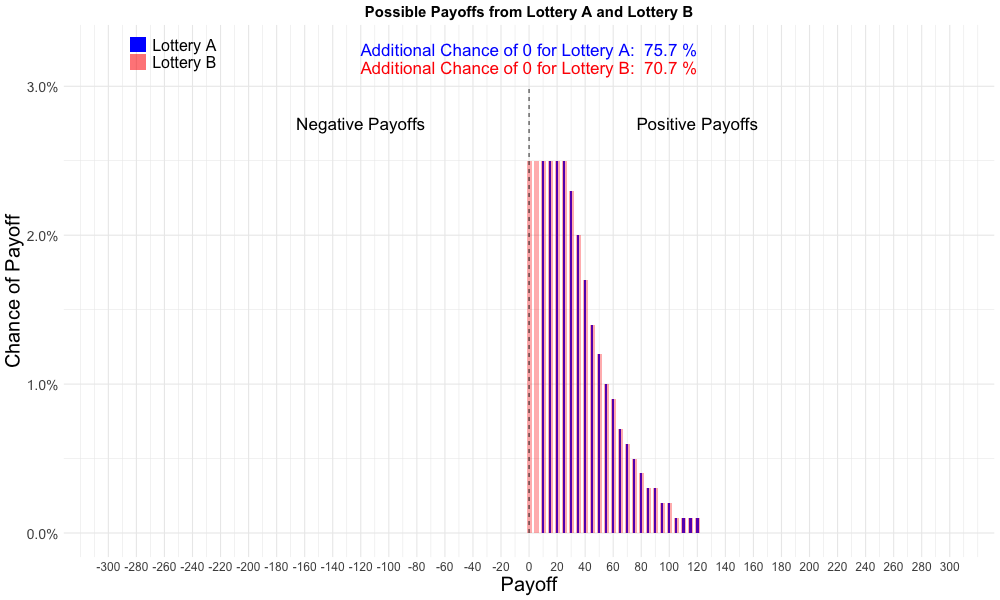 Possible Payoffs from Lottery A and Lottery B
Lottery A
Lottery B
Additional Chance of 0 for Lottery A: 75.7 %
Additional Chance of 0 for Lottery B: 70.7 %
Negative Payoffs
Positive Payoffs
Chance of Payoff
3.0%
2.0%
1.0%
0.0%
-300 -280 -260 -240 -220 -200 -180 -160 -140 -120 -100 -80 -60 -40 -20 0 20 40 60 80 100 120 140 160 180 200 220 240 260 280 300
Payoff